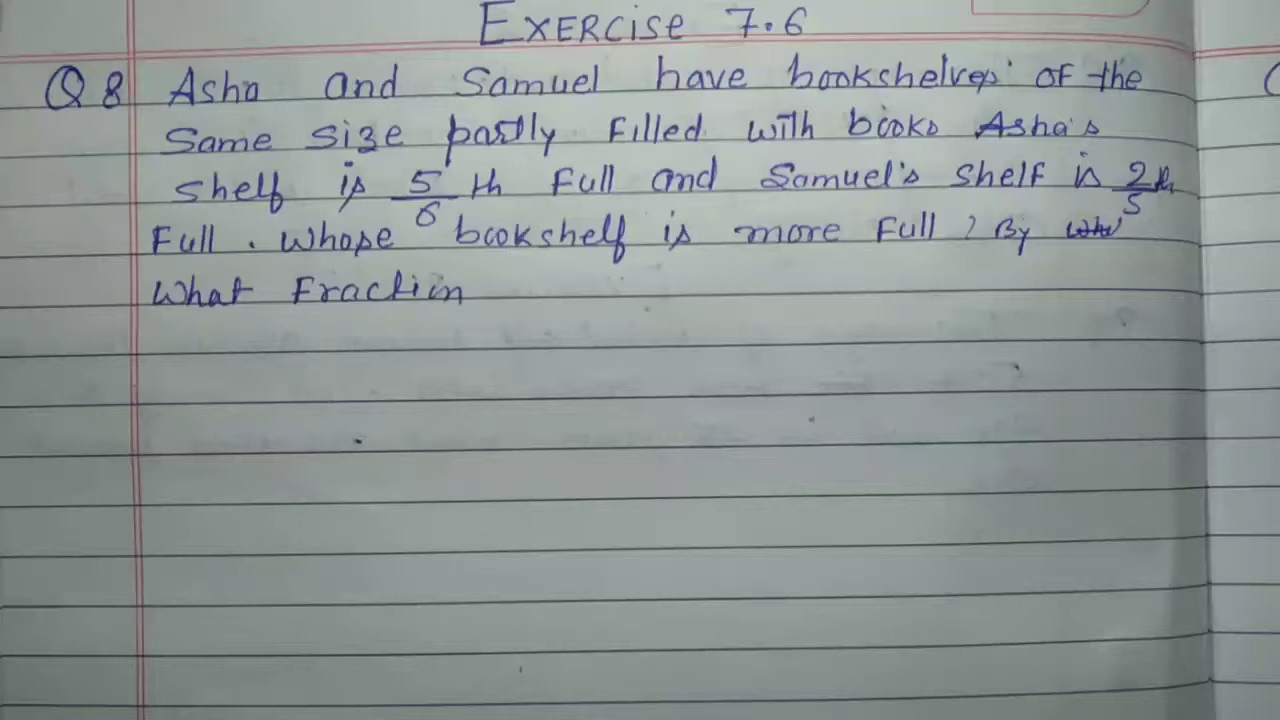 EXERCISE 7.6
Q 8 Asha and Samuel have bookshelves of the
Same size partly filled with books Asha's
shelf is 5/6 th Full and Samuel's shelf is 2/5 th
Full. Whose bookshelf is more full ? By
What Fraction